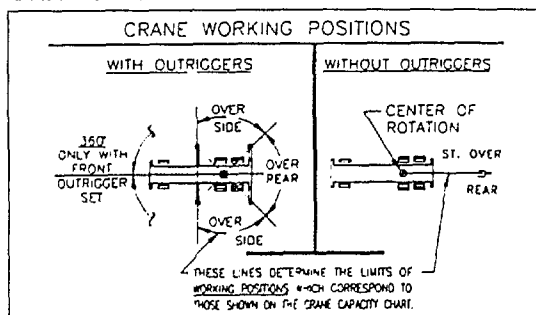 CRANE WORKING POSITIONS
WITH OUTRIGGERS
WITHOUT OUTRIGGERS
OVER
SIDE
360°
ONLY WITH
FRONT
OUTRIGGER
SET
OVER
REAR
OVER
SIDE
CENTER OF
ROTATION
ST. OVER
REAR
THESE LINES DETERMINE THE LIMITS OF
WORKING POSITIONS WHICH CORRESPOND TO
THOSE SHOWN ON THE CRANE CAPACITY CHART.